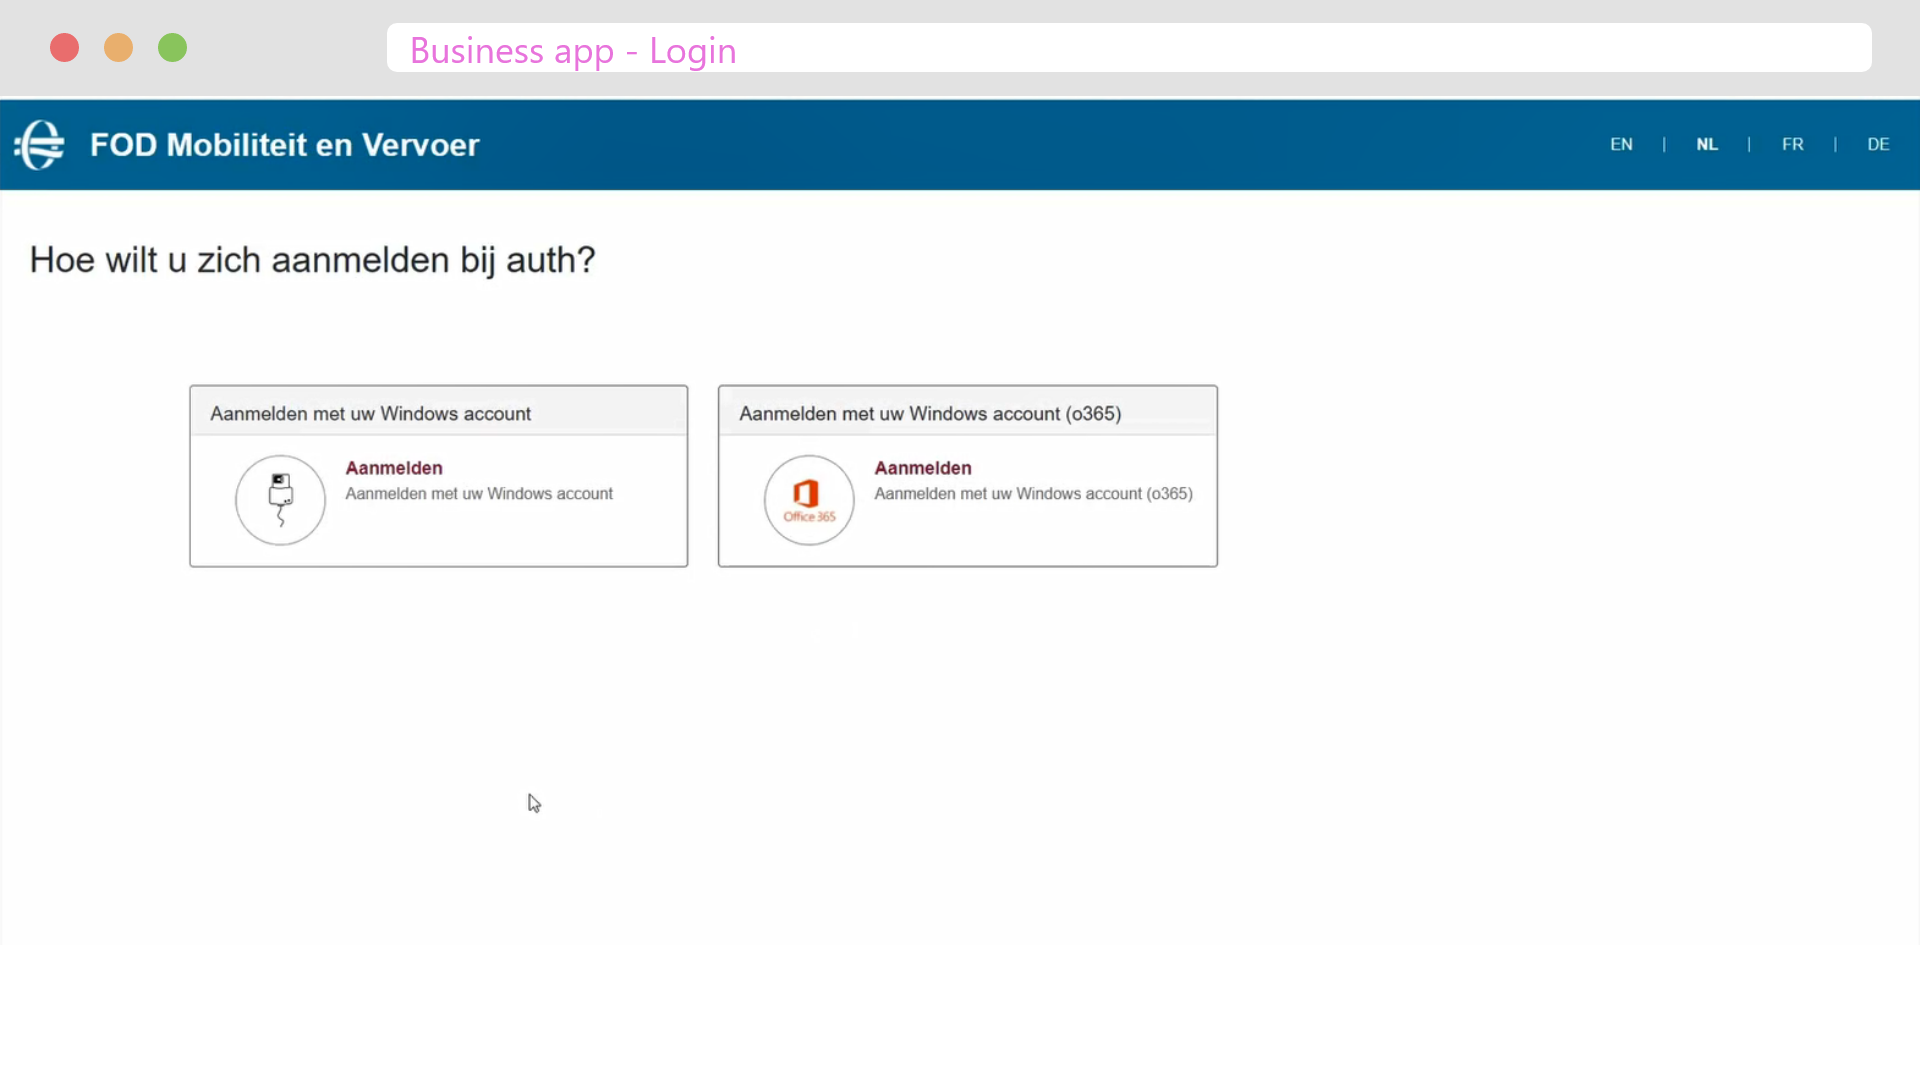 Business app - Login
FOD Mobiliteit en Vervoer
EN | NL | FR | DE
Hoe wilt u zich aanmelden bij auth?
Aanmelden met uw Windows account
Aanmelden
Aanmelden met uw Windows account
Aanmelden met uw Windows account (o365)
Office 365
Aanmelden
Aanmelden met uw Windows account (o365)